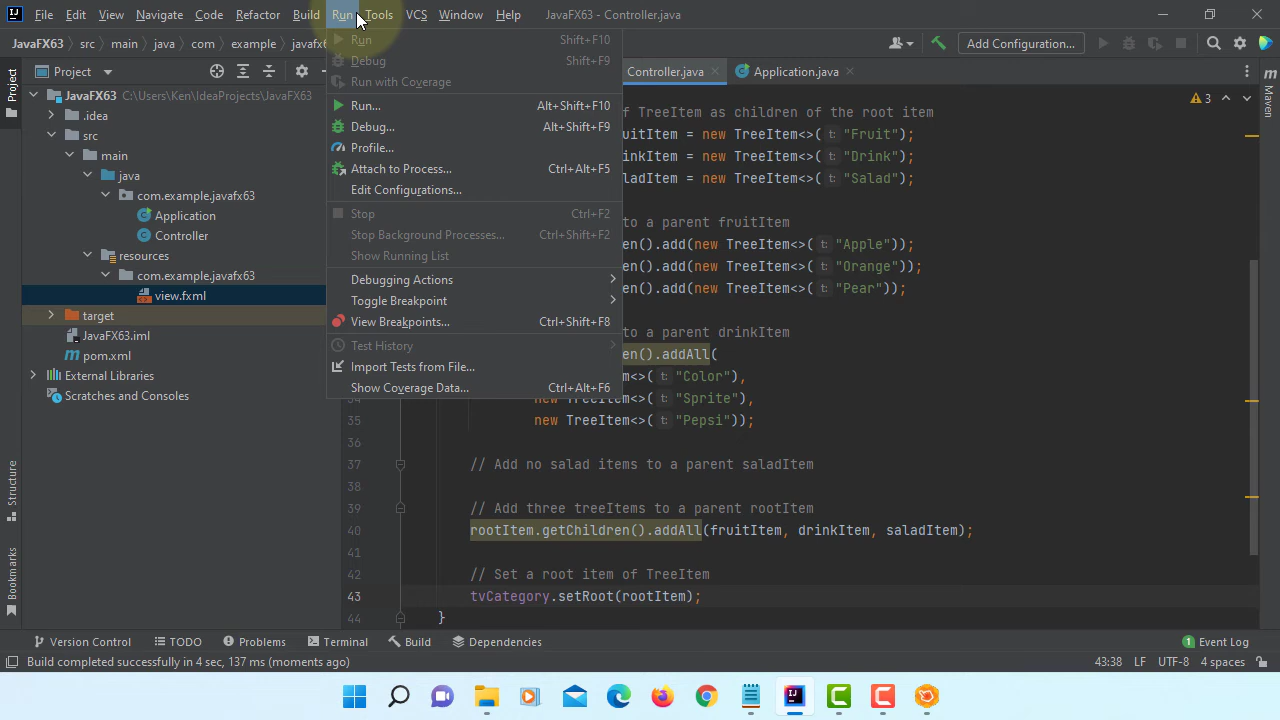 File Edit View Navigate Code Refactor Build Run Tools VCS Window Help JavaFX63 - Controller.java
JavaFX63 src main java com example javafx Add Configuration...
Project Controller.java Application.java
JavaFX63 C:\Users\Ken\IdeaProjects\JavaFX63
.idea
src
main
java
com.example.javafx63
Application
Controller
resources
com.example.javafx63
view.fxml
target
JavaFX63.iml
pom.xml
External Libraries
Scratches and Consoles
Project
Structure
Bookmarks
Run Shift+F10
Debug Shift+F9
Run with Coverage
Run... Alt+Shift+F10
Debug... Alt+Shift+F9
Profile...
Attach to Process... Ctrl+Alt+F5
Edit Configurations...
Stop Ctrl+F2
Stop Background Processes... Ctrl+Shift+F2
Show Running List
Debugging Actions
Toggle Breakpoint
View Breakpoints... Ctrl+Shift+F8
Test History
Import Tests from File...
Show Coverage Data... Ctrl+Alt+F6
of TreeItem as children of the root item
uitItem = new TreeItem<>( t: "Fruit");
inkItem = new TreeItem<>( t: "Drink");
ladItem = new TreeItem<>( t: "Salad");
to a parent fruitItem
en().add(new TreeItem<>( t: "Apple"));
en().add(new TreeItem<>( t: "Orange"));
en().add(new TreeItem<>( t: "Pear"));
to a parent drinkItem
en().addAll(
m<>( t: "Color"),
new TreeItem<>( t: "Sprite"),
35 new TreeItem<>( t: "Pepsi"));
36
37 // Add no salad items to a parent saladItem
38
39 // Add three treeItems to a parent rootItem
40 rootItem.getChildren().addAll(fruitItem, drinkItem, saladItem);
41
42 // Set a root item of TreeItem
43 tvCategory.setRoot(rootItem);
44 }
3
Maven
Version Control TODO Problems Terminal Build Dependencies 1 Event Log
Build completed successfully in 4 sec, 137 ms (moments ago) 43:38 LF UTF-8 4 spaces